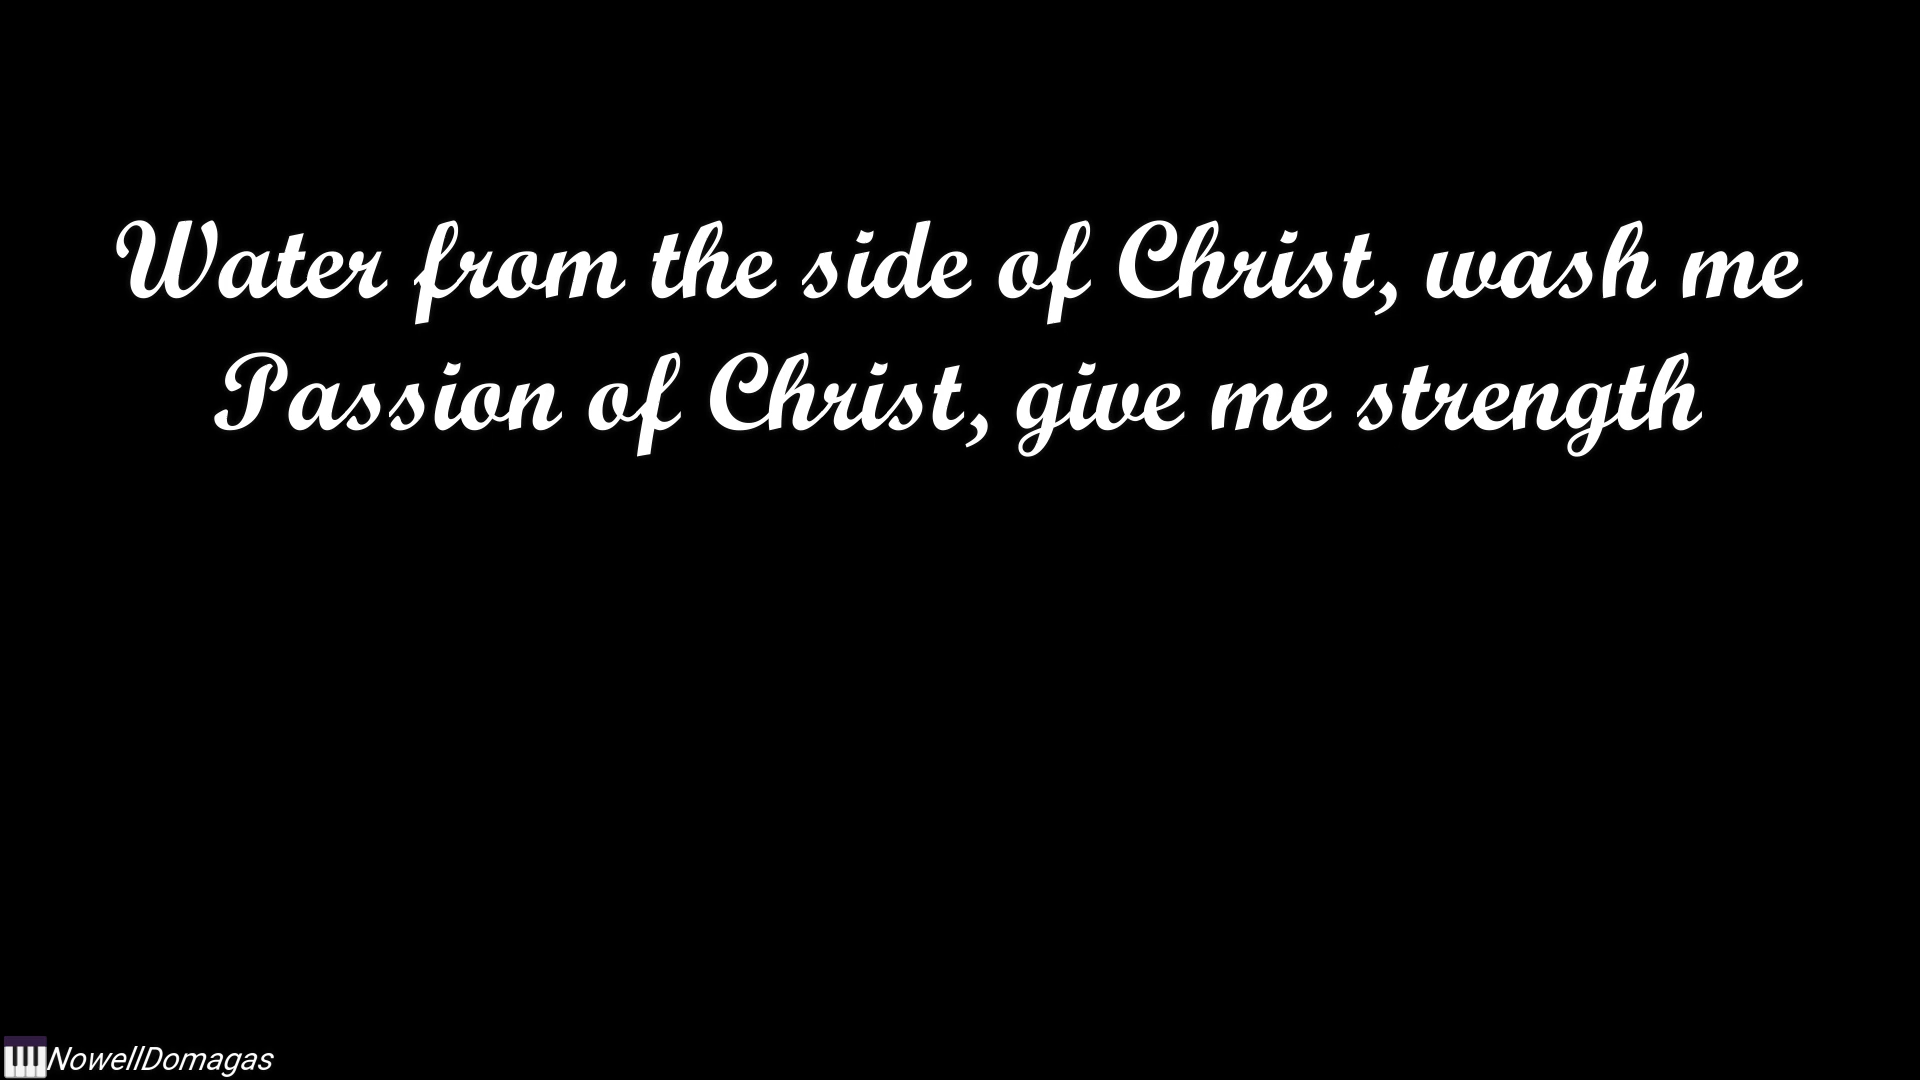 Water from the side of Christ, wash me
Passion of Christ, give me strength
NowellDomagas